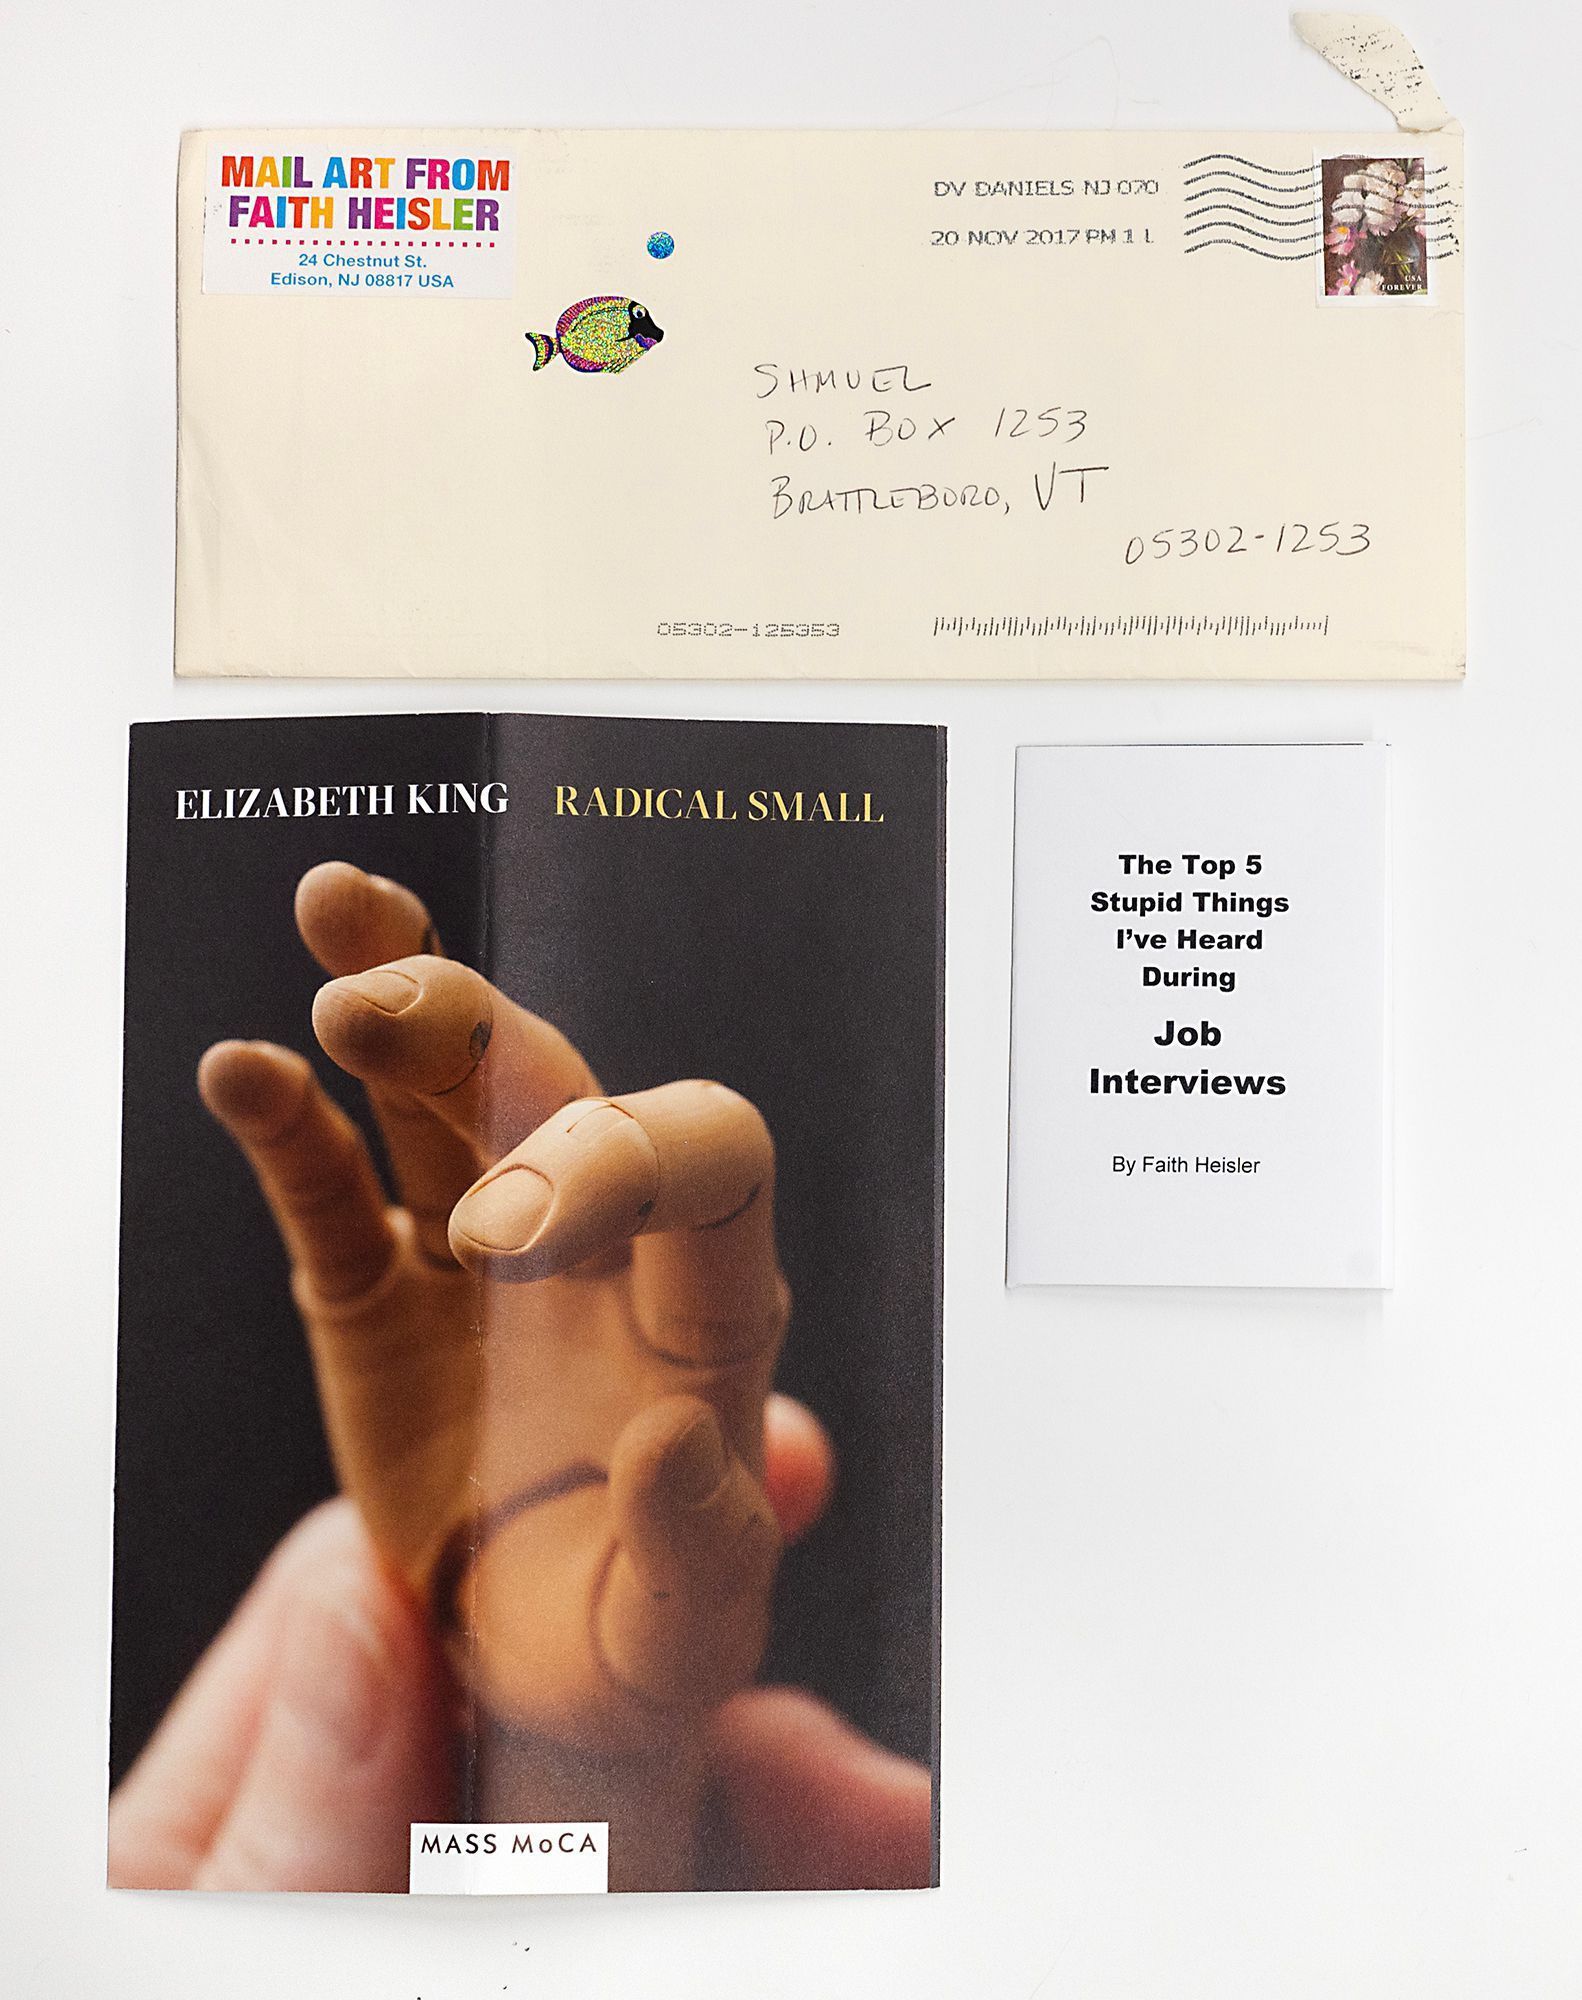 MAIL ART FROM
FAITH HEISLER
24 Chestnut St.
Edison, NJ 08817 USA
DV DANIELS NJ 070
20 NOV 2017 PM 1 L
USA
FOREVER
SHMUEL
P.O. BOX 1253
BRATTLEBORO, VT
05302-1253
05302-125353
ELIZABETH KING RADICAL SMALL
MASS MoCA
The Top 5
Stupid Things
I've Heard
During
Job
Interviews
By Faith Heisler